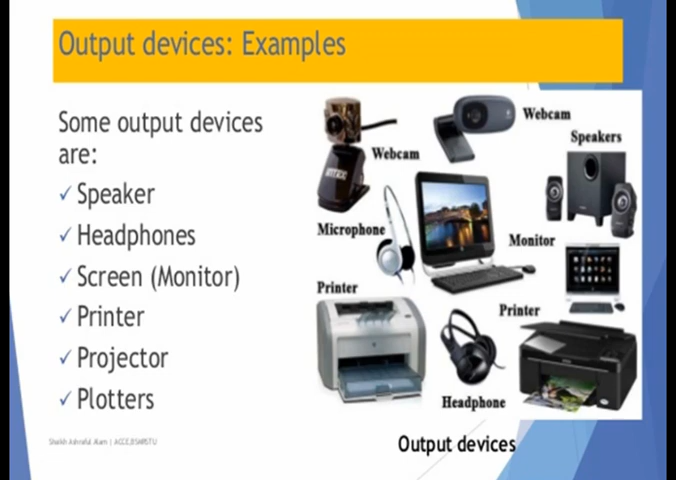 Output devices: Examples
Some output devices
are:
✓ Speaker
✓ Headphones
✓ Screen (Monitor)
✓ Printer
✓ Projector
✓ Plotters
Webcam
Webcam
Speakers
Microphone
Monitor
Printer
Printer
Headphone
Output devices